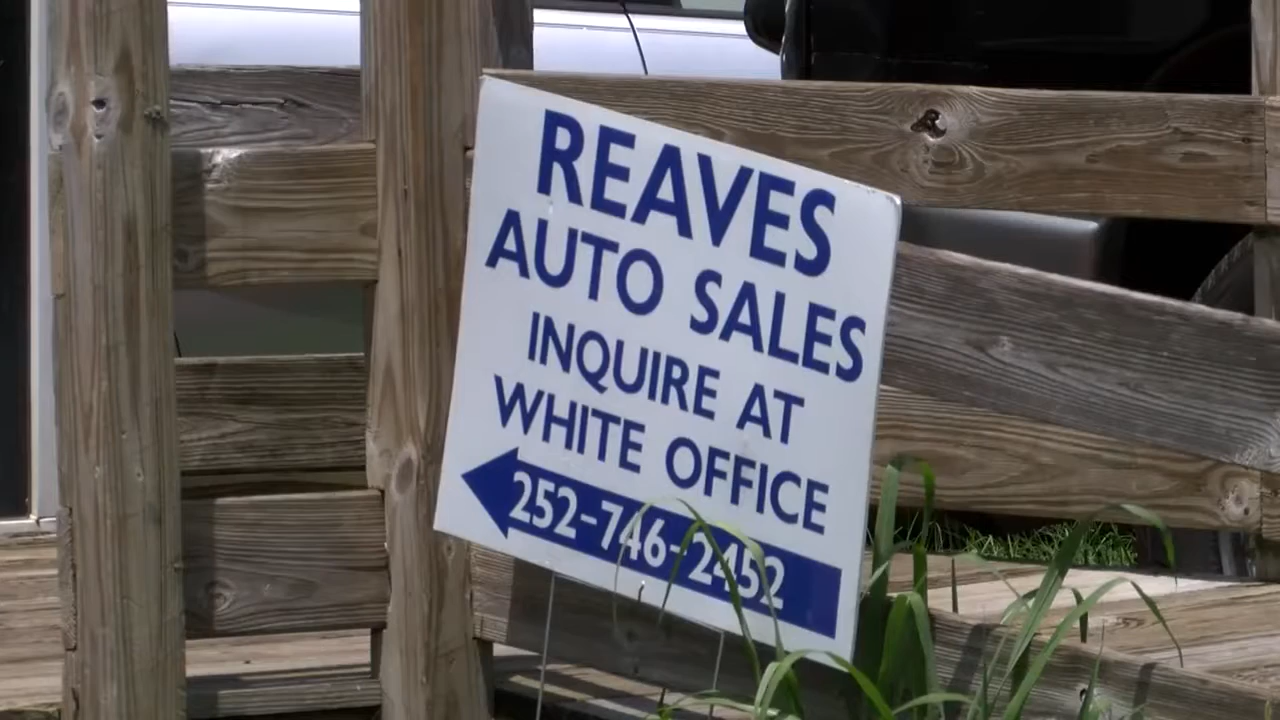 REAVES
AUTO SALES
INQUIRE AT
WHITE OFFICE
252-746-2452